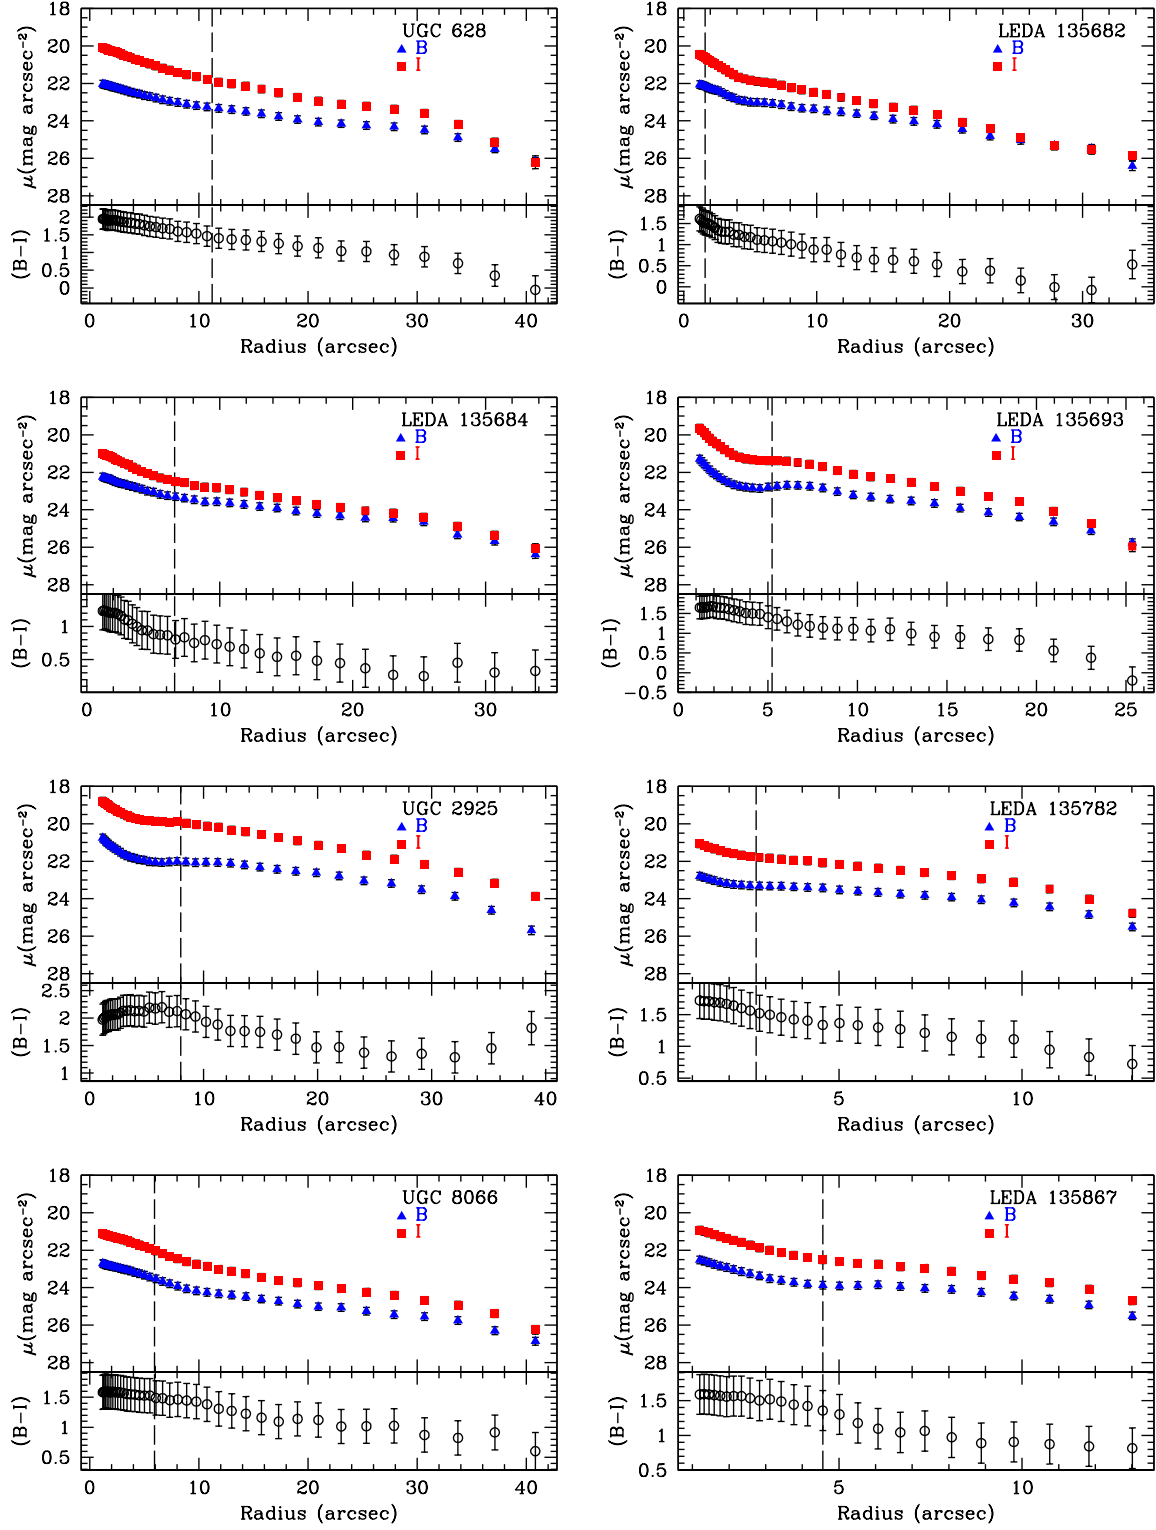 UGC 628
B
I
18
20
22
24
26
28
μ(mag arcsec⁻²)
2
1.5
1
0.5
0
(B−I)
0 10 20 30 40
Radius (arcsec)
LEDA 135682
B
I
18
20
22
24
26
28
μ(mag arcsec⁻²)
1.5
1
0.5
0
(B−I)
0 10 20 30
Radius (arcsec)
LEDA 135684
B
I
18
20
22
24
26
28
μ(mag arcsec⁻²)
1
0.5
(B−I)
0 10 20 30
Radius (arcsec)
LEDA 135693
B
I
18
20
22
24
26
28
μ(mag arcsec⁻²)
1.5
1
0.5
0
−0.5
(B−I)
0 5 10 15 20 25
Radius (arcsec)
UGC 2925
B
I
18
20
22
24
26
28
μ(mag arcsec⁻²)
2.5
2
1.5
1
(B−I)
0 10 20 30 40
Radius (arcsec)
LEDA 135782
B
I
18
20
22
24
26
28
μ(mag arcsec⁻²)
1.5
1
0.5
(B−I)
5 10
Radius (arcsec)
UGC 8066
B
I
18
20
22
24
26
28
μ(mag arcsec⁻²)
1.5
1
0.5
(B−I)
0 10 20 30 40
Radius (arcsec)
LEDA 135867
B
I
18
20
22
24
26
28
μ(mag arcsec⁻²)
1.5
1
0.5
(B−I)
5 10
Radius (arcsec)